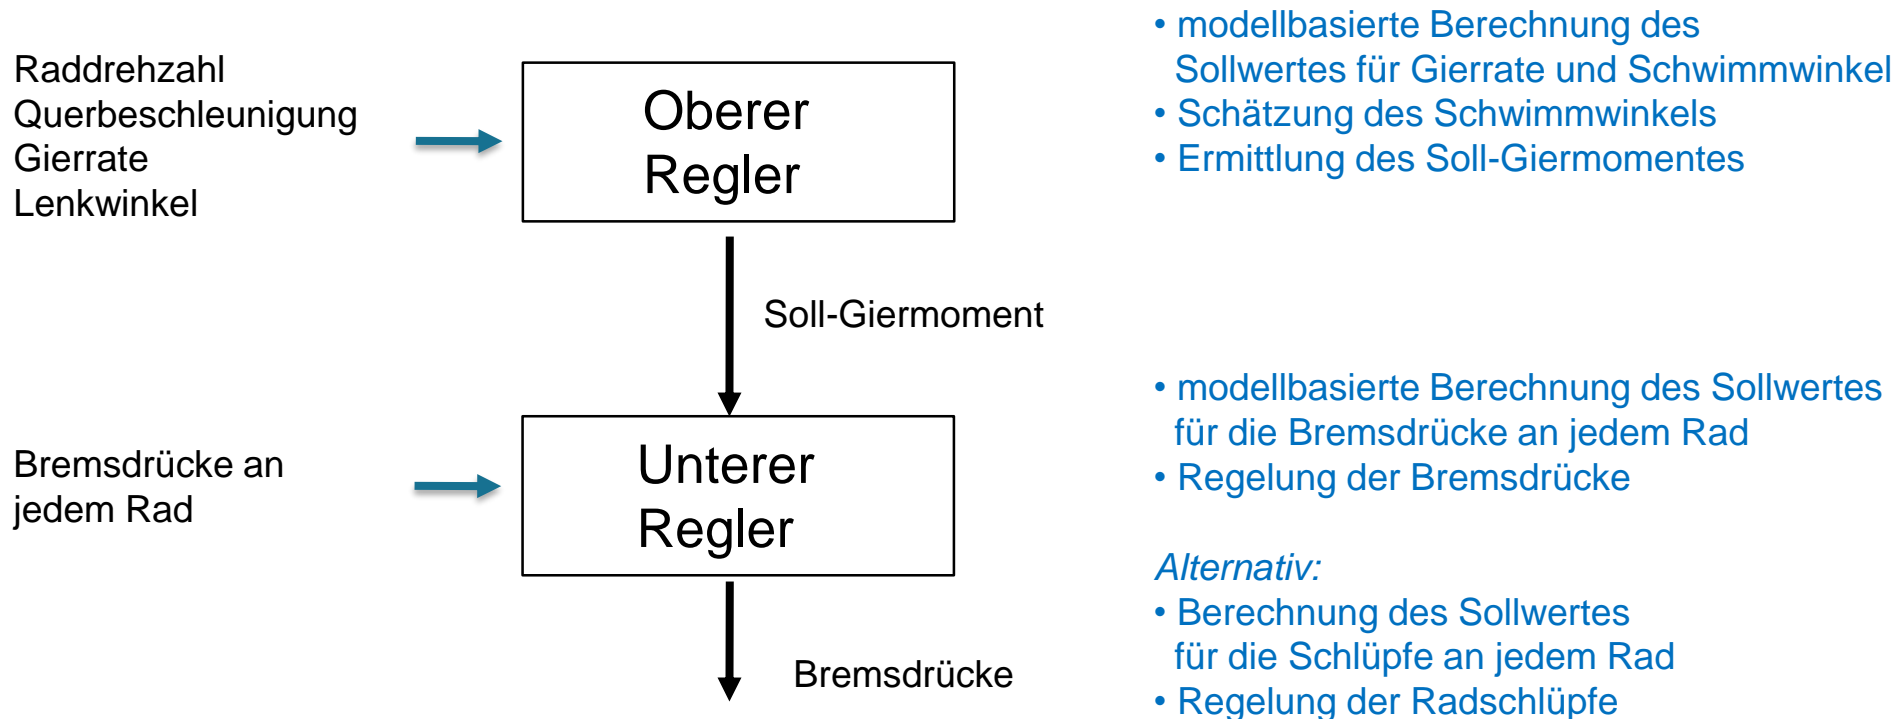 Raddrehzahl
Querbeschleunigung
Gierrate
Lenkwinkel
Oberer
Regler
• modellbasierte Berechnung des
Sollwertes für Gierrate und Schwimmwinkel
• Schätzung des Schwimmwinkels
• Ermittlung des Soll-Giermomentes
Soll-Giermoment
Bremsdrücke an
jedem Rad
Unterer
Regler
• modellbasierte Berechnung des Sollwertes
für die Bremsdrücke an jedem Rad
• Regelung der Bremsdrücke
Alternativ:
• Berechnung des Sollwertes
für die Schlüpfe an jedem Rad
• Regelung der Radschlüpfe
Bremsdrücke